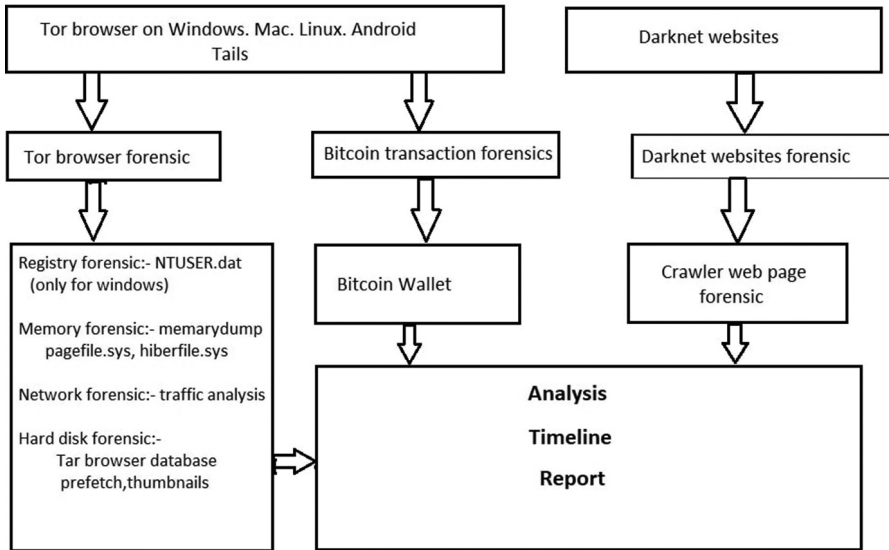 Tor browser on Windows. Mac. Linux. Android
Tails
Darknet websites
Tor browser forensic
Bitcoin transaction forensics
Darknet websites forensic
Registry forensic:- NTUSER.dat
(only for windows)
Memory forensic:- memarydump
pagefile.sys, hiberfile.sys
Network forensic:- traffic analysis
Hard disk forensic:-
Tar browser database
prefetch,thumbnails
Bitcoin Wallet
Crawler web page
forensic
Analysis
Timeline
Report